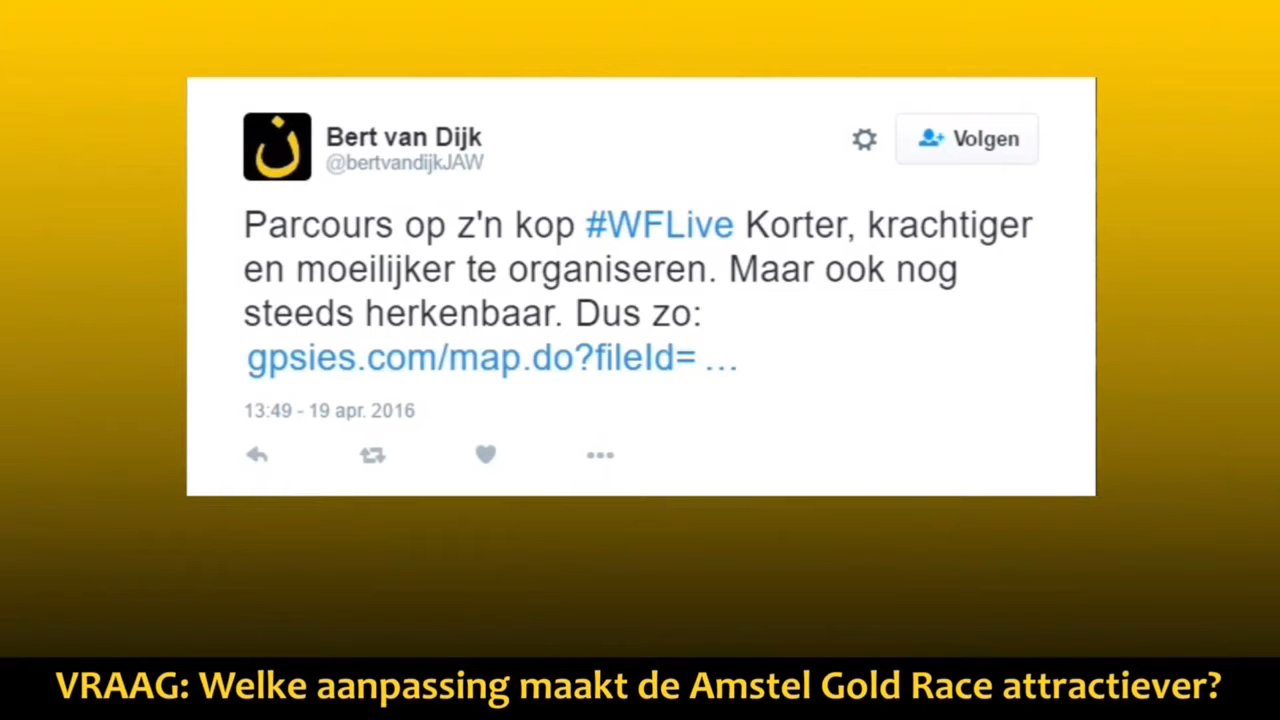 ن
Bert van Dijk
@bertvandijkJAW
Volgen
Parcours op z'n kop #WFLive Korter, krachtiger
en moeilijker te organiseren. Maar ook nog
steeds herkenbaar. Dus zo:
gpsies.com/map.do?fileId= ...
13:49 - 19 apr. 2016
VRAAG: Welke aanpassing maakt de Amstel Gold Race attractiever?